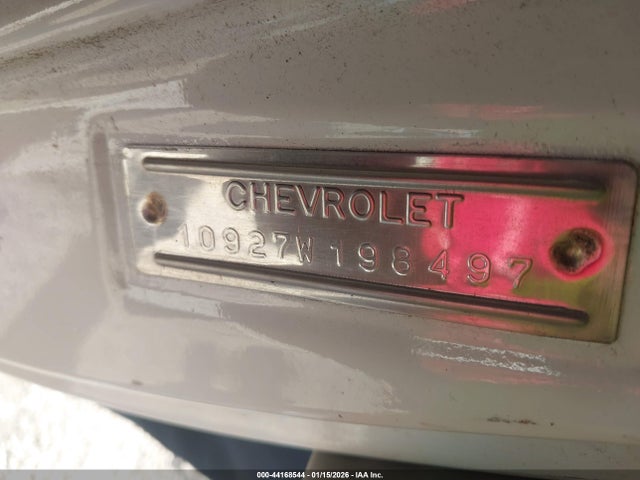 CHEVROLET
10927W198497
000-44168544 - 01/15/2026 - IAA Inc.